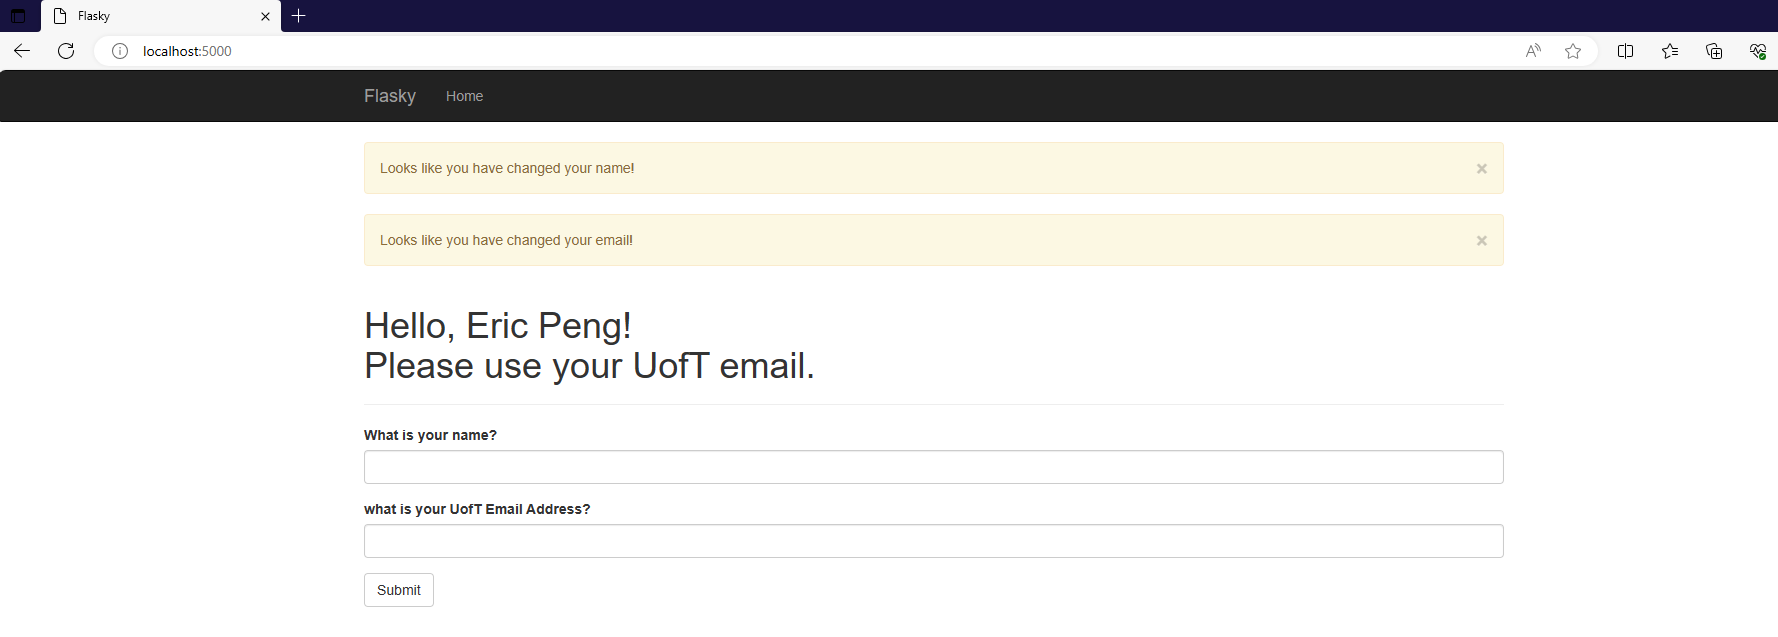 Flasky
localhost:5000
Flasky Home
Looks like you have changed your name!
Looks like you have changed your email!
Hello, Eric Peng!
Please use your UofT email.
What is your name?
what is your UofT Email Address?
Submit